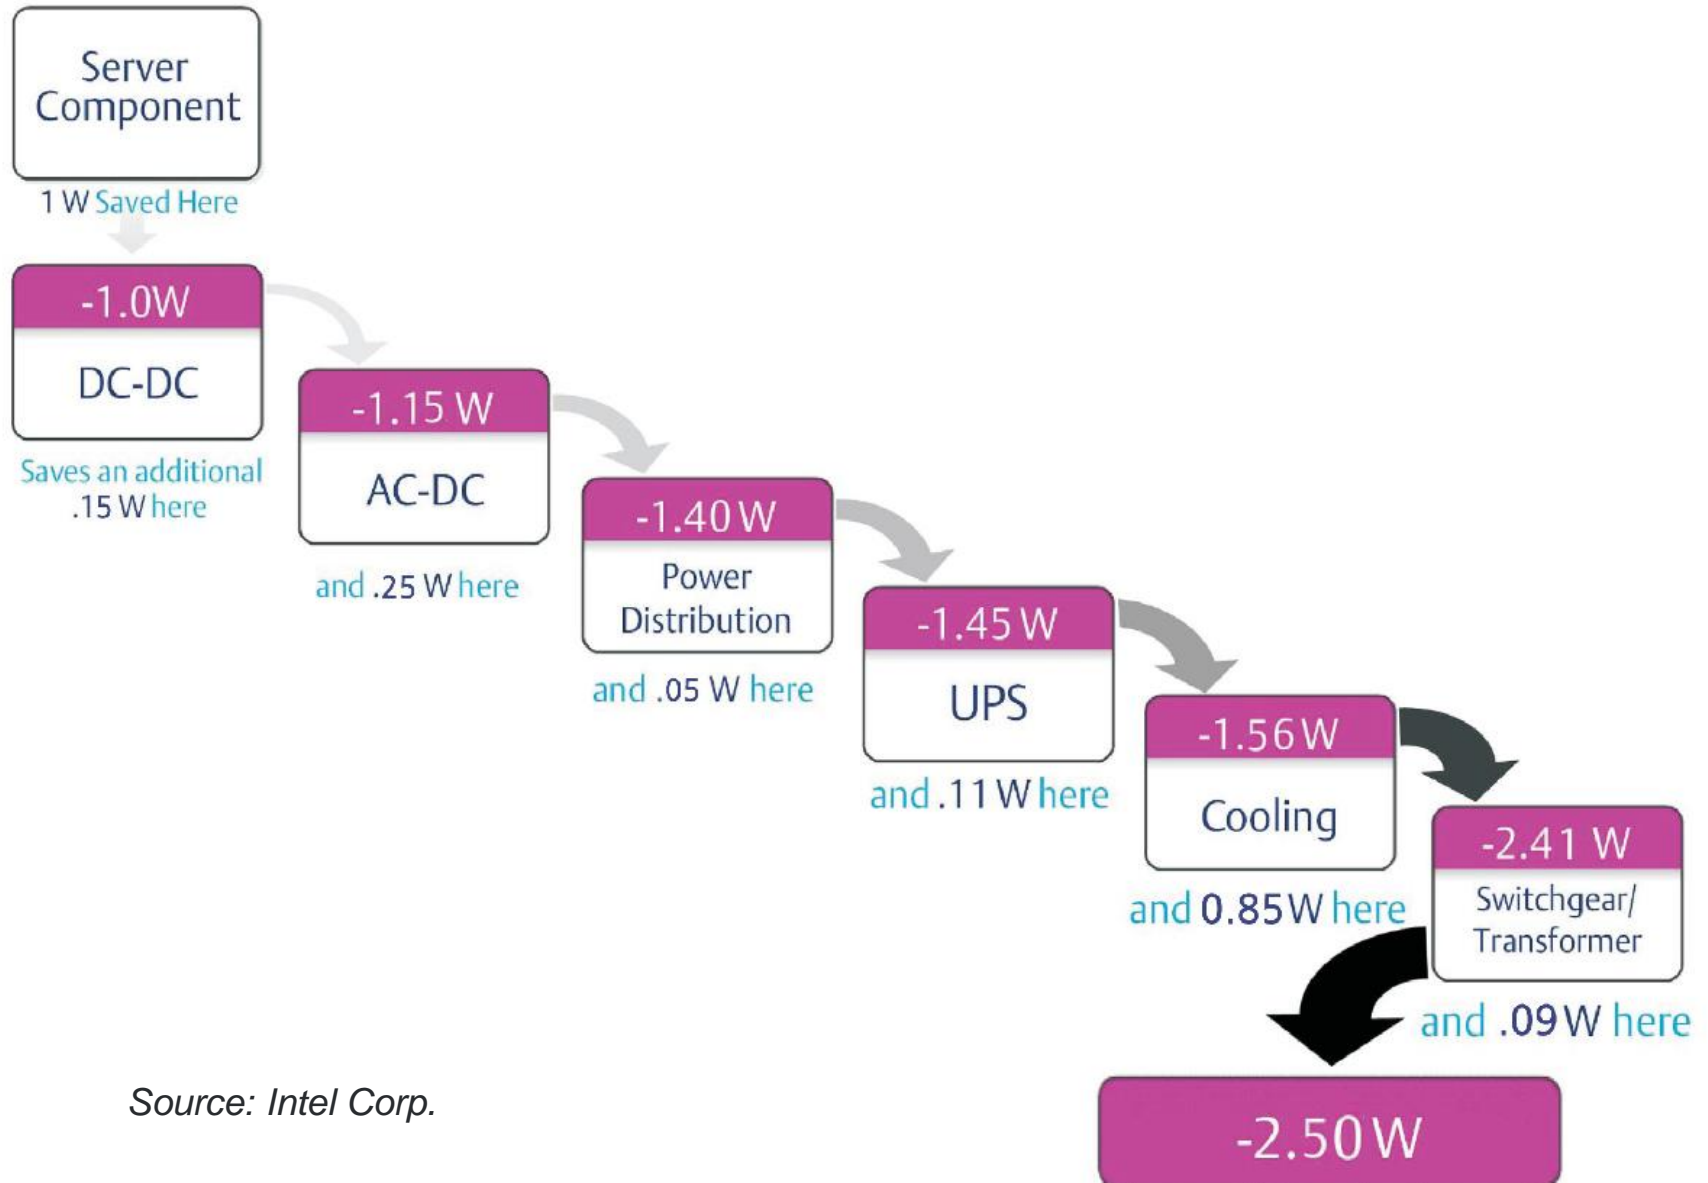 Server
Component
1 W Saved Here
-1.0W
DC-DC
Saves an additional
.15 W here
-1.15 W
AC-DC
and .25 W here
-1.40 W
Power
Distribution
and .05 W here
-1.45 W
UPS
and .11 W here
-1.56 W
Cooling
and 0.85W here
-2.41 W
Switchgear/
Transformer
and .09 W here
-2.50 W
Source: Intel Corp.